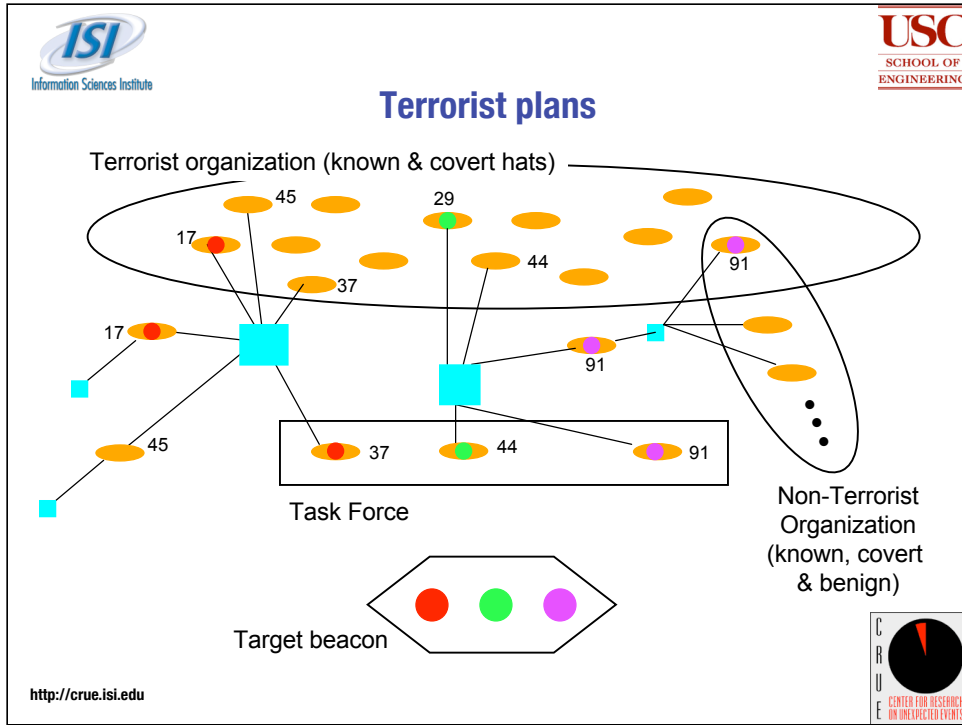 ISI
Information Sciences Institute
USC
SCHOOL OF
ENGINEERING
Terrorist plans
Terrorist organization (known & covert hats)
45
29
17
44
91
37
17
91
45
37
44
91
Task Force
Non-Terrorist
Organization
(known, covert
& benign)
Target beacon
http://crue.isi.edu
CRUE
CENTER FOR RESEARCH
ON UNEXPECTED EVENTS